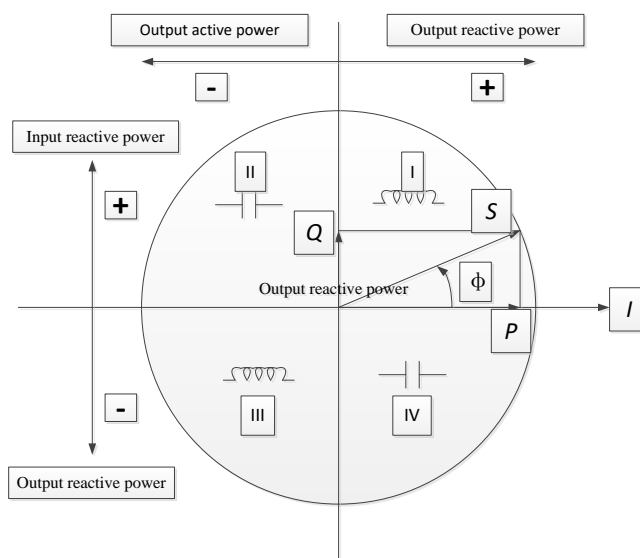 Output active power
Output reactive power
-
+
Input reactive power
II
I
+
Q
S
Output reactive power
ϕ
P
I
-
III
IV
Output reactive power